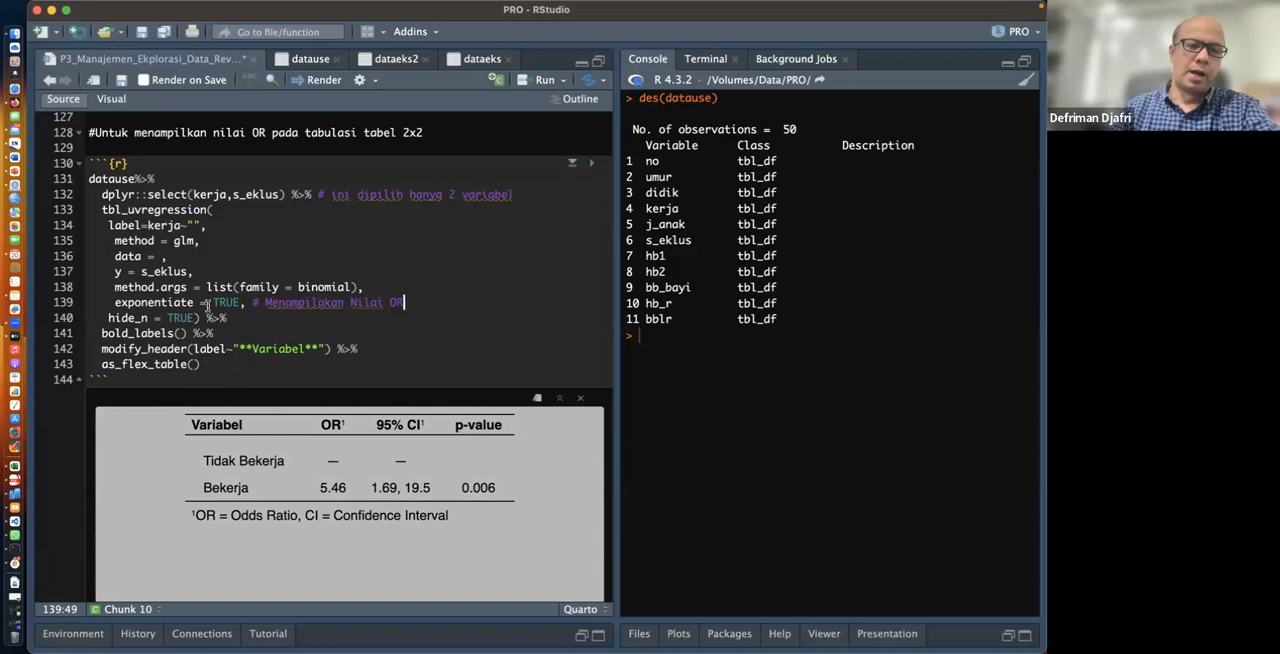 PRO - RStudio
Go to file/function
Addins
PRO
P3_Manajemen_Ekplorasi_Data_Rev...*
datause
dataeks2
dataeks
Render on Save
ABC
Render
Run
Source
Visual
Outline
127
128 #Untuk menampilkan nilai OR pada tabulasi tabel 2x2
129
130 ```{r}
131 datause%>%
132 dplyr::select(kerja,s_eklus) %>% # ini dipilih hanya 2 variabel
133 tbl_uvregression(
134 label=kerja~"",
135 method = glm,
136 data = ,
137 y = s_eklus,
138 method.args = list(family = binomial),
139 exponentiate = TRUE, # Menampilakan Nilai OR
140 hide_n = TRUE) %>%
141 bold_labels() %>%
142 modify_header(label~"**Variabel**") %>%
143 as_flex_table()
144 ```
Variabel OR¹ 95% CI¹ p-value
Tidak Bekerja — —
Bekerja 5.46 1.69, 19.5 0.006
¹OR = Odds Ratio, CI = Confidence Interval
139:49
Chunk 10
Quarto
Environment
History
Connections
Tutorial
Console
Terminal
Background Jobs
R 4.3.2 · /Volumes/Data/PRO/
> des(datause)
No. of observations = 50
Variable Class Description
1 no tbl_df
2 umur tbl_df
3 didik tbl_df
4 kerja tbl_df
5 j_anak tbl_df
6 s_eklus tbl_df
7 hb1 tbl_df
8 hb2 tbl_df
9 bb_bayi tbl_df
10 hb_r tbl_df
11 bblr tbl_df
>
Files
Plots
Packages
Help
Viewer
Presentation
Defriman Djafri